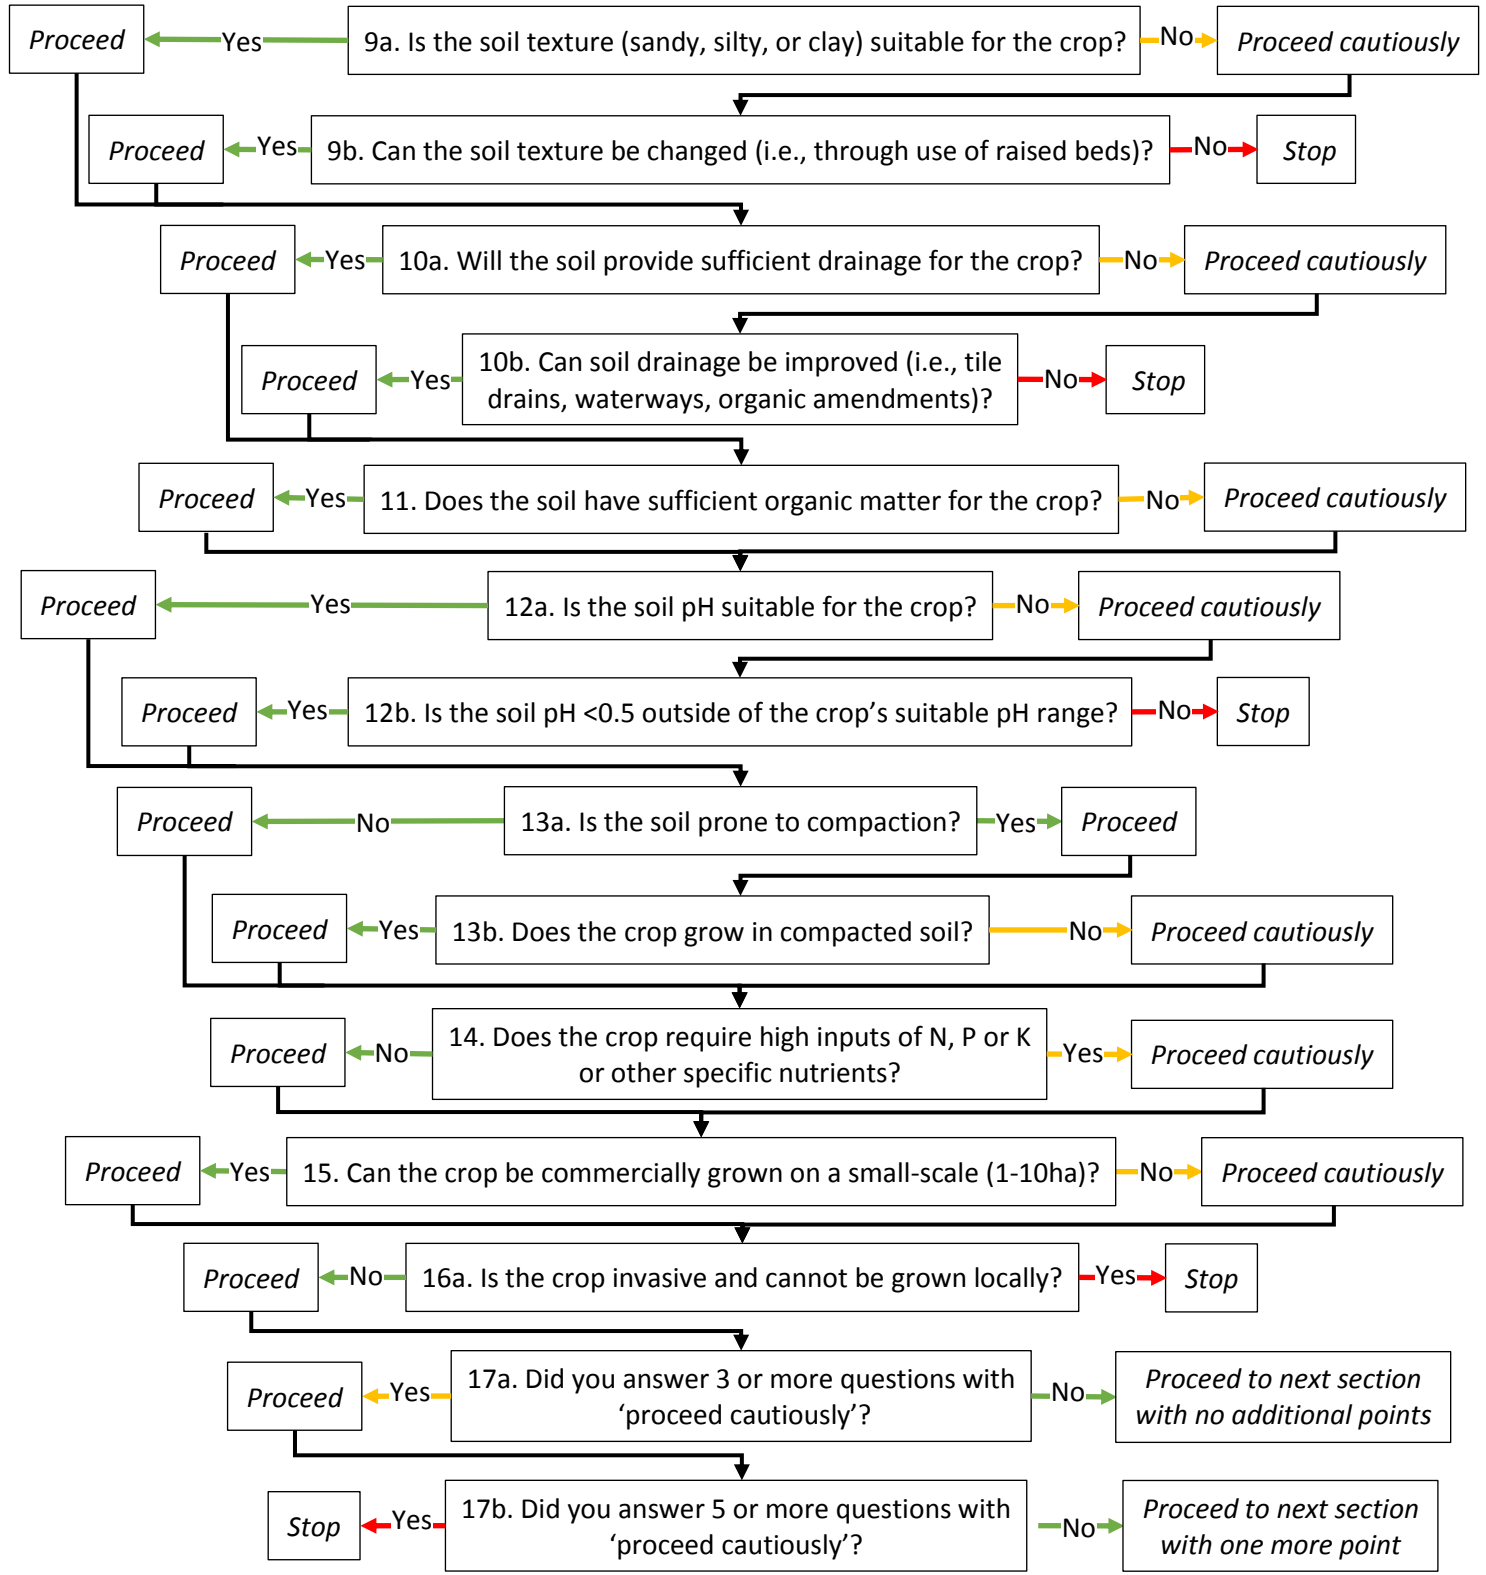 Proceed
Yes
9a. Is the soil texture (sandy, silty, or clay) suitable for the crop?
No
Proceed cautiously
Proceed
Yes
9b. Can the soil texture be changed (i.e., through use of raised beds)?
No
Stop
Proceed
Yes
10a. Will the soil provide sufficient drainage for the crop?
No
Proceed cautiously
Proceed
Yes
10b. Can soil drainage be improved (i.e., tile
drains, waterways, organic amendments)?
No
Stop
Proceed
Yes
11. Does the soil have sufficient organic matter for the crop?
No
Proceed cautiously
Proceed
Yes
12a. Is the soil pH suitable for the crop?
No
Proceed cautiously
Proceed
Yes
12b. Is the soil pH <0.5 outside of the crop’s suitable pH range?
No
Stop
Proceed
No
13a. Is the soil prone to compaction?
Yes
Proceed
Proceed
Yes
13b. Does the crop grow in compacted soil?
No
Proceed cautiously
Proceed
No
14. Does the crop require high inputs of N, P or K
or other specific nutrients?
Yes
Proceed cautiously
Proceed
Yes
15. Can the crop be commercially grown on a small-scale (1-10ha)?
No
Proceed cautiously
Proceed
No
16a. Is the crop invasive and cannot be grown locally?
Yes
Stop
Proceed
Yes
17a. Did you answer 3 or more questions with
‘proceed cautiously’?
No
Proceed to next section
with no additional points
Stop
Yes
17b. Did you answer 5 or more questions with
‘proceed cautiously’?
No
Proceed to next section
with one more point